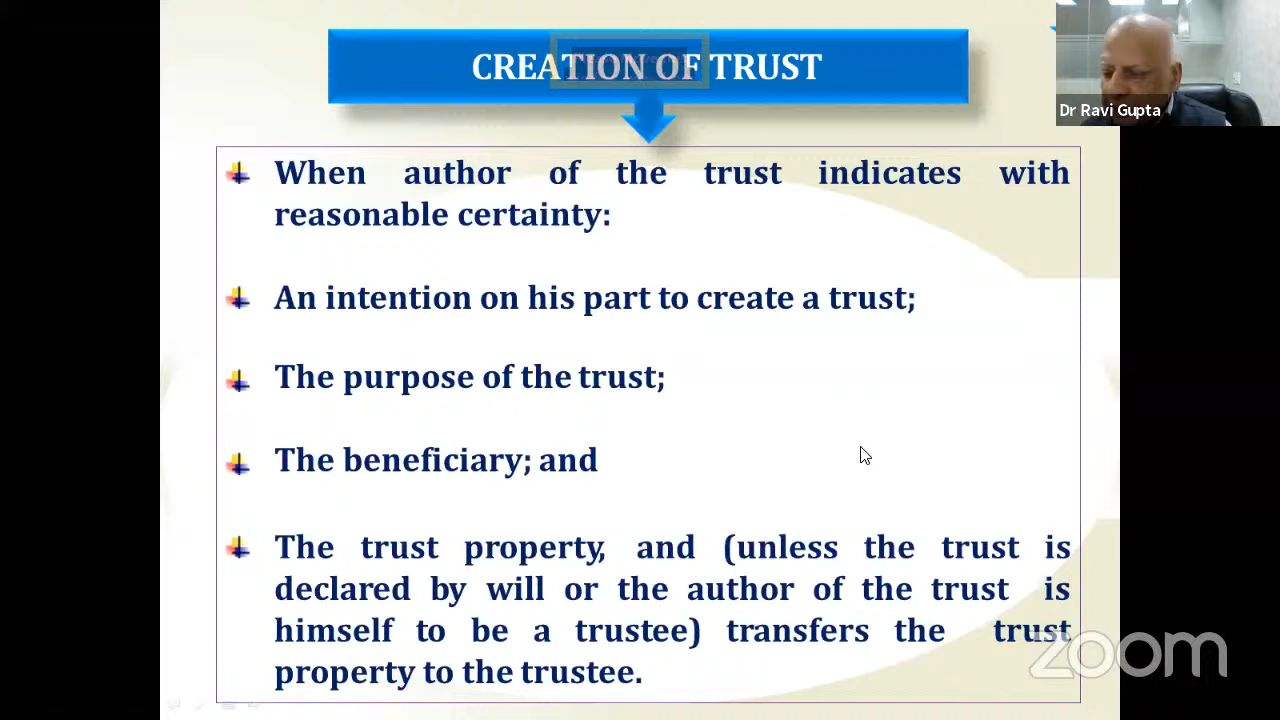 CREATION OF TRUST
Dr Ravi Gupta
When author of the trust indicates with
reasonable certainty:
An intention on his part to create a trust;
The purpose of the trust;
The beneficiary; and
The trust property, and (unless the trust is
declared by will or the author of the trust is
himself to be a trustee) transfers the trust
property to the trustee.
zoom